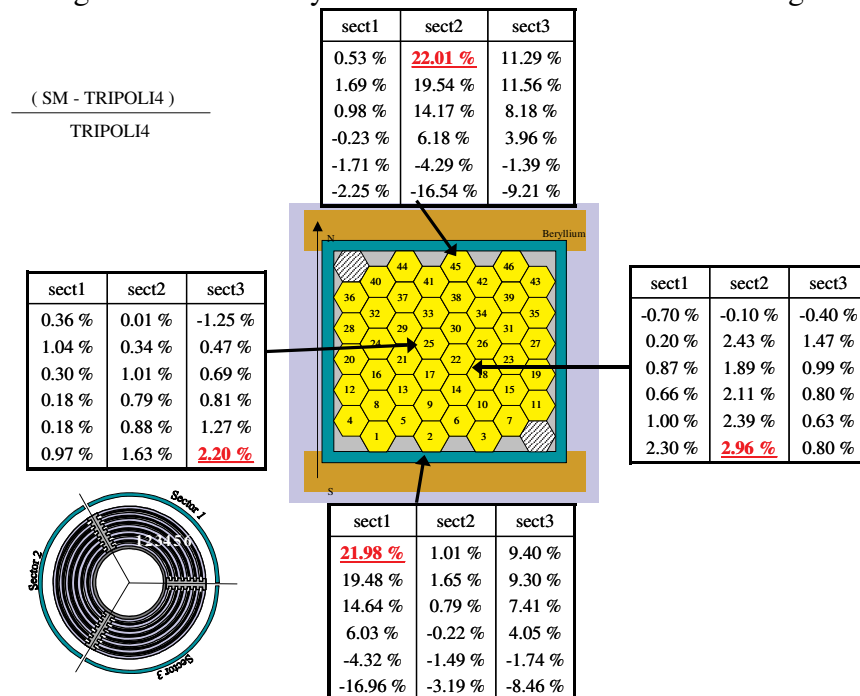 sect1 sect2 sect3
0.53 % 22.01 % 11.29 %
1.69 % 19.54 % 11.56 %
0.98 % 14.17 % 8.18 %
-0.23 % 6.18 % 3.96 %
-1.71 % -4.29 % -1.39 %
-2.25 % -16.54 % -9.21 %
( SM - TRIPOLI4 )
TRIPOLI4
N
Beryllium
44 45 46
40 41 42 43
36 37 38 39
32 33 34 35
28 29 30 31
24 25 26 27
20 21 22 23
16 17 18 19
12 13 14 15
8 9 10 11
4 5 6 7
1 2 3
S
sect1 sect2 sect3
0.36 % 0.01 % -1.25 %
1.04 % 0.34 % 0.47 %
0.30 % 1.01 % 0.69 %
0.18 % 0.79 % 0.81 %
0.18 % 0.88 % 1.27 %
0.97 % 1.63 % 2.20 %
sect1 sect2 sect3
-0.70 % -0.10 % -0.40 %
0.20 % 2.43 % 1.47 %
0.87 % 1.89 % 0.99 %
0.66 % 2.11 % 0.80 %
1.00 % 2.39 % 0.63 %
2.30 % 2.96 % 0.80 %
Sector 1
123456
Sector 2
Sector 3
sect1 sect2 sect3
21.98 % 1.01 % 9.40 %
19.48 % 1.65 % 9.30 %
14.64 % 0.79 % 7.41 %
6.03 % -0.22 % 4.05 %
-4.32 % -1.49 % -1.74 %
-16.96 % -3.19 % -8.46 %